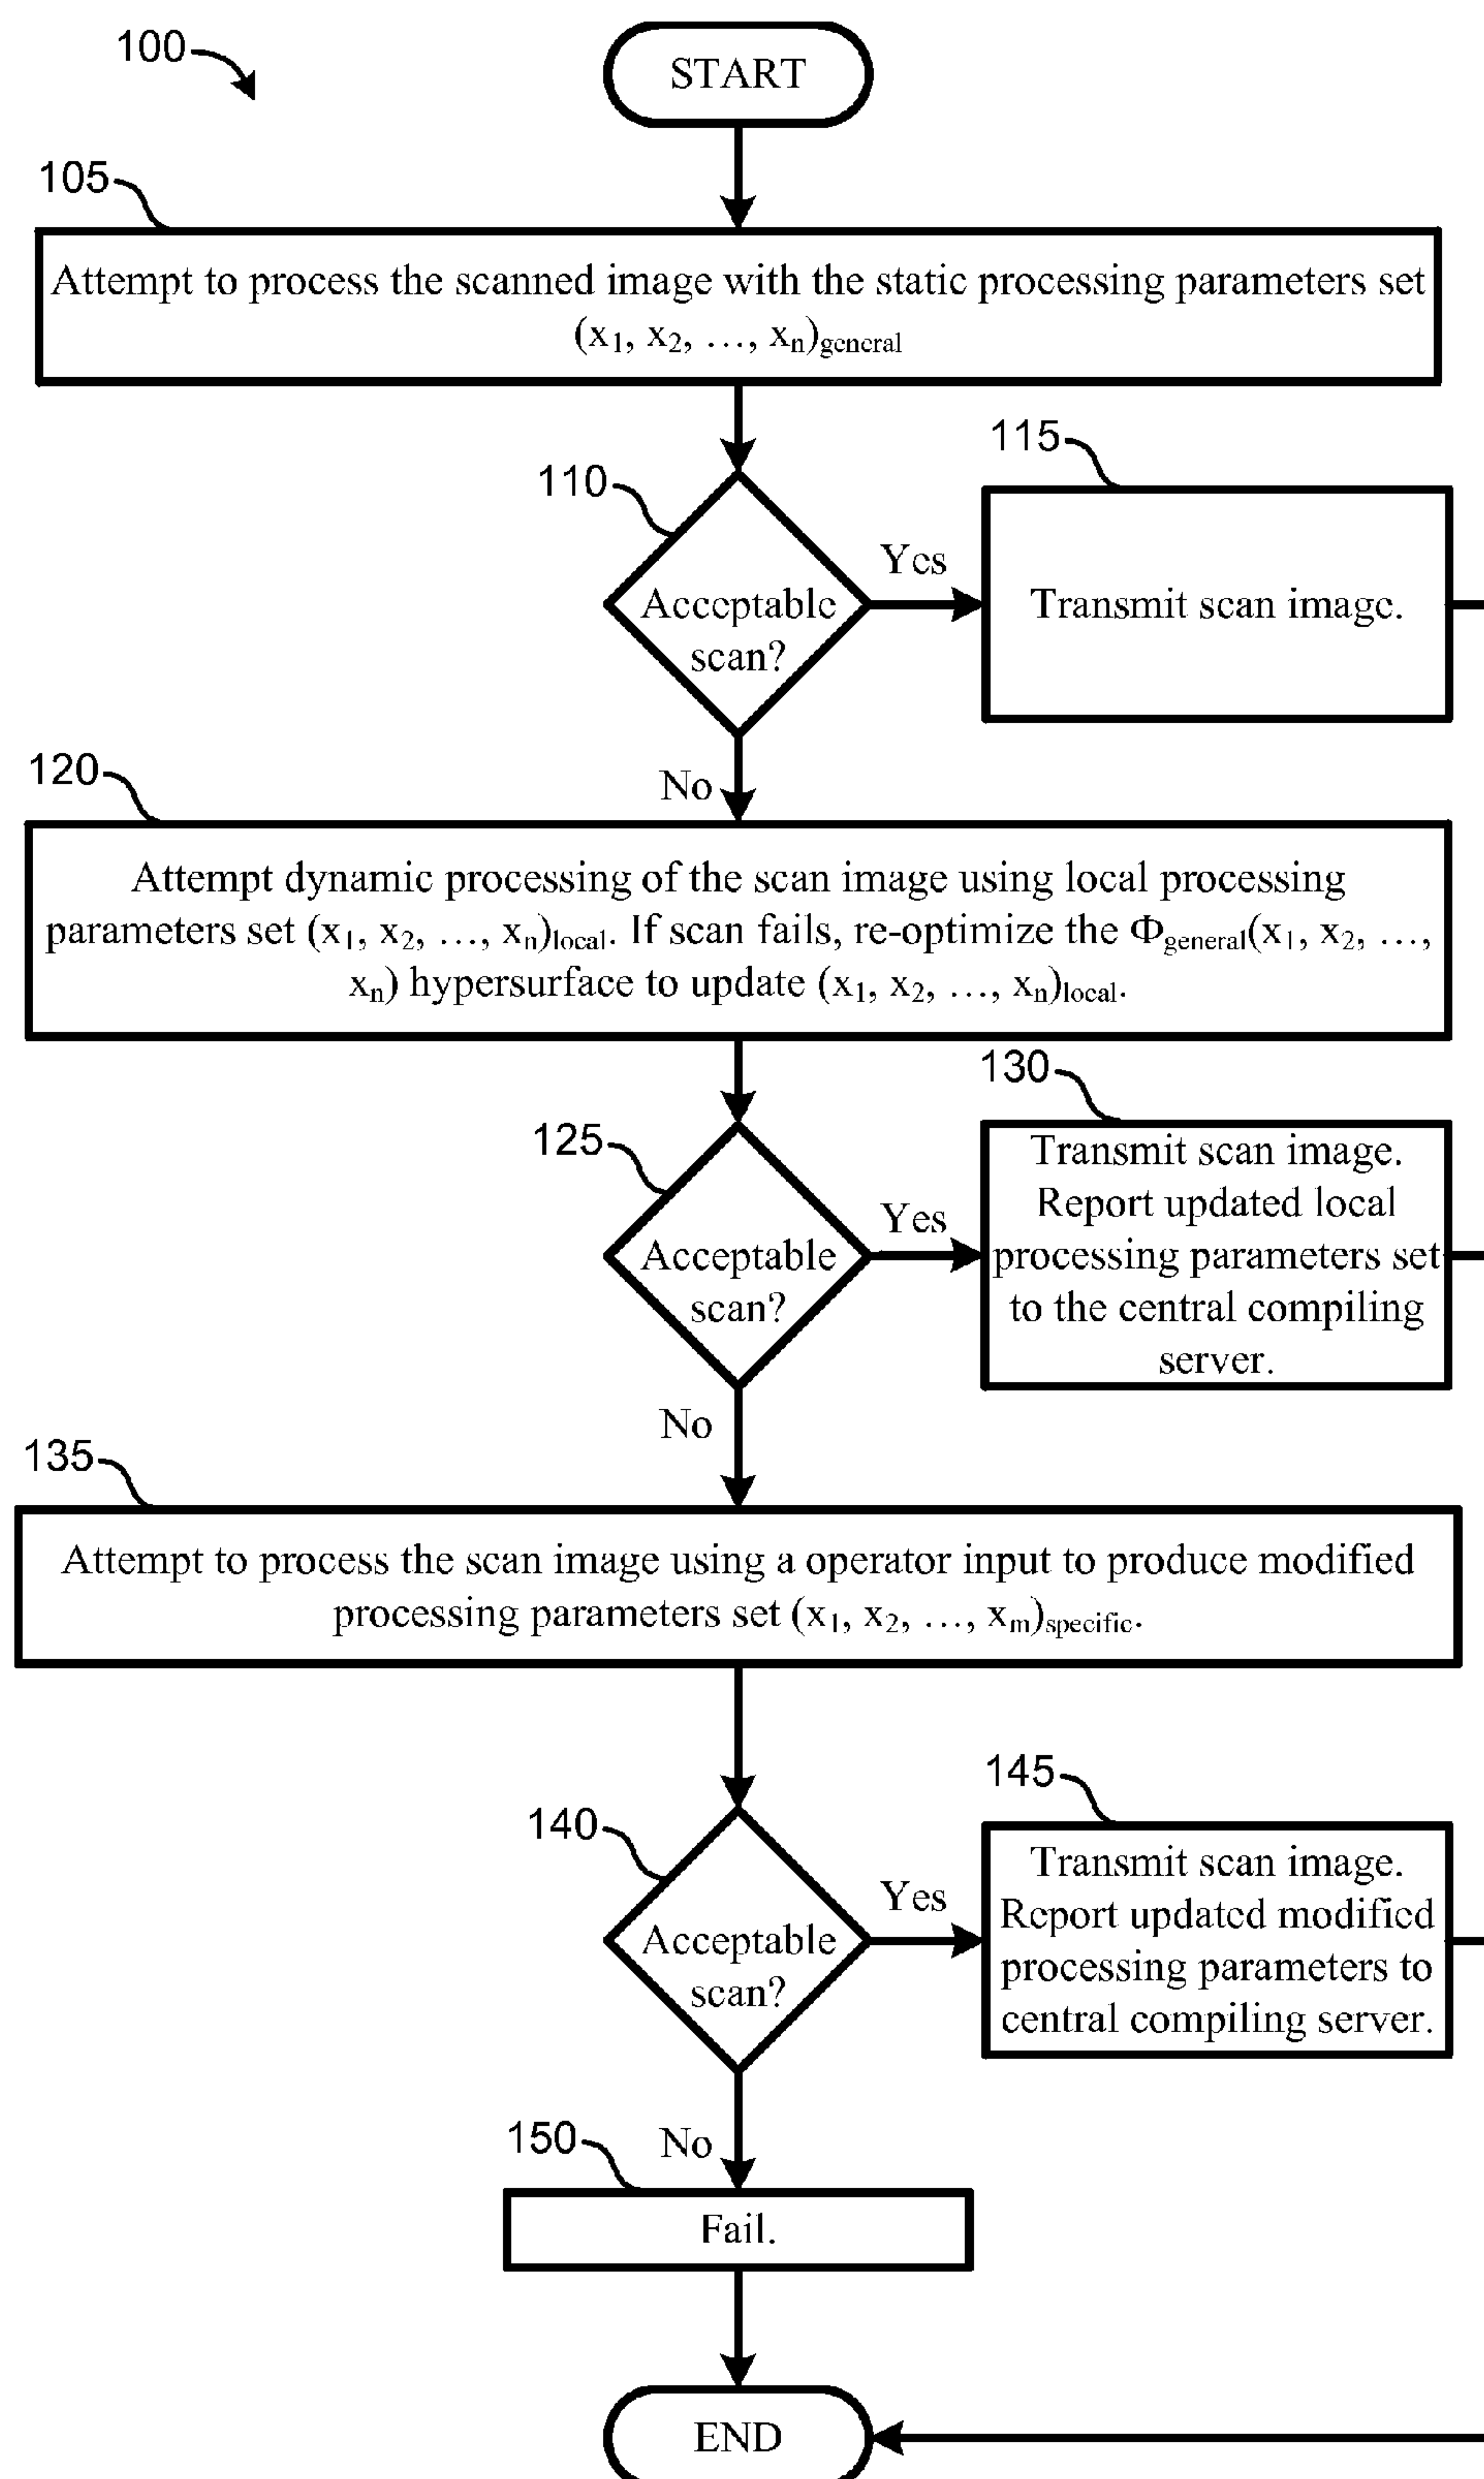 100
START
105
Attempt to process the scanned image with the static processing parameters set
(x₁, x₂, …, xₙ)general
110
Acceptable
scan?
Yes
115
Transmit scan image.
No
120
Attempt dynamic processing of the scan image using local processing
parameters set (x₁, x₂, …, xₙ)local. If scan fails, re-optimize the Φgeneral(x₁, x₂, …,
xₙ) hypersurface to update (x₁, x₂, …, xₙ)local.
125
Acceptable
scan?
Yes
130
Transmit scan image.
Report updated local
processing parameters set
to the central compiling
server.
No
135
Attempt to process the scan image using a operator input to produce modified
processing parameters set (x₁, x₂, …, xₘ)specific.
140
Acceptable
scan?
Yes
145
Transmit scan image.
Report updated modified
processing parameters to
central compiling server.
No
150
Fail.
END